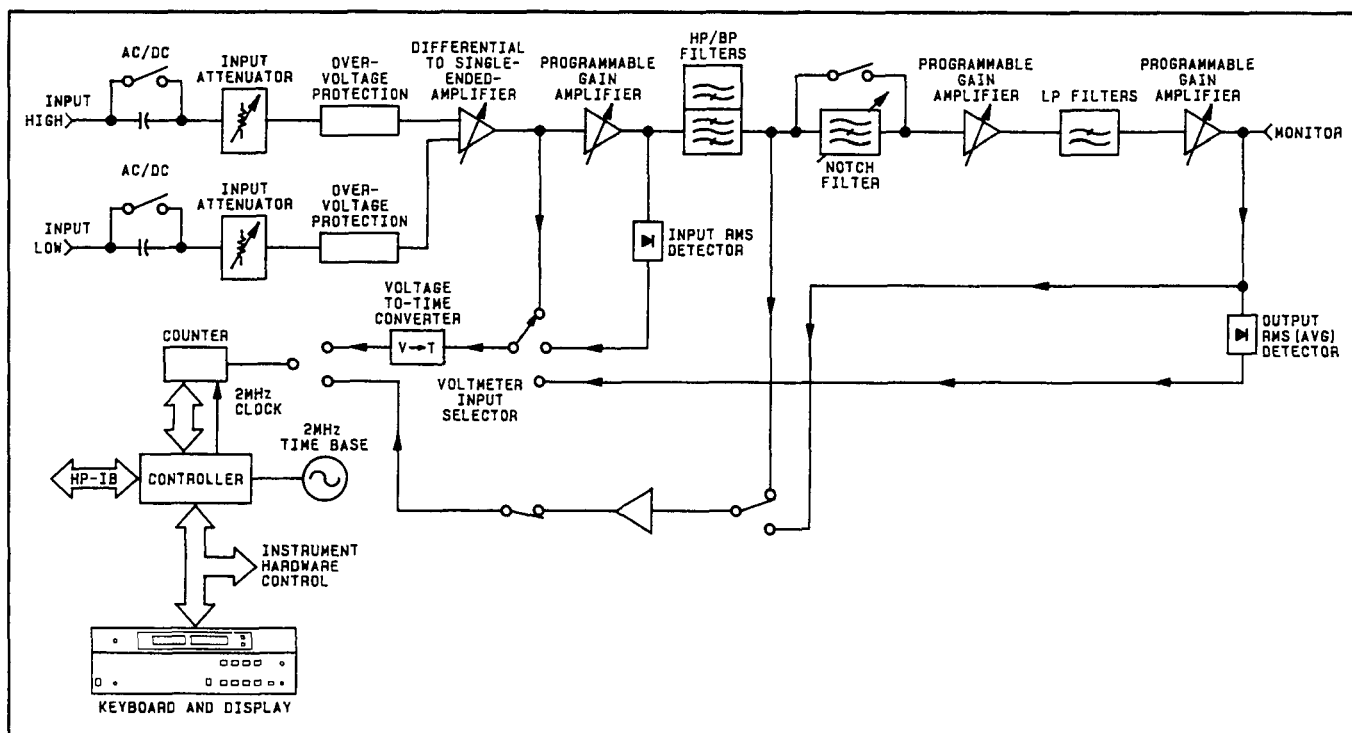 AC/DC
INPUT
ATTENUATOR
OVER-
VOLTAGE
PROTECTION
DIFFERENTIAL
TO SINGLE-
ENDED-
AMPLIFIER
PROGRAMMABLE
GAIN
AMPLIFIER
HP/BP
FILTERS
NOTCH
FILTER
PROGRAMMABLE
GAIN
AMPLIFIER
LP FILTERS
PROGRAMMABLE
GAIN
AMPLIFIER
INPUT
HIGH
MONITOR
AC/DC
INPUT
ATTENUATOR
OVER-
VOLTAGE
PROTECTION
INPUT
LOW
INPUT RMS
DETECTOR
VOLTAGE
TO-TIME
CONVERTER
V→T
VOLTMETER
INPUT
SELECTOR
OUTPUT
RMS(AVG)
DETECTOR
COUNTER
2MHz
CLOCK
2MHz
TIME BASE
HP-IB
CONTROLLER
INSTRUMENT
HARDWARE
CONTROL
KEYBOARD AND DISPLAY